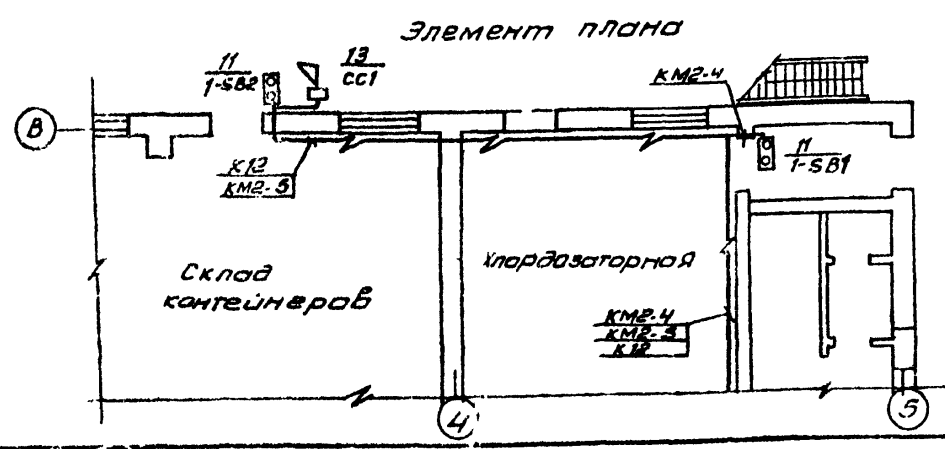 Элемент плана
11
1-SB2
13
СС1
КМ2-4
В
11
1-SB1
К12
КМ2-3
Склад
контейнеров
Хлордозаторная
КМ2-4
КМ2-3
К12
4
5